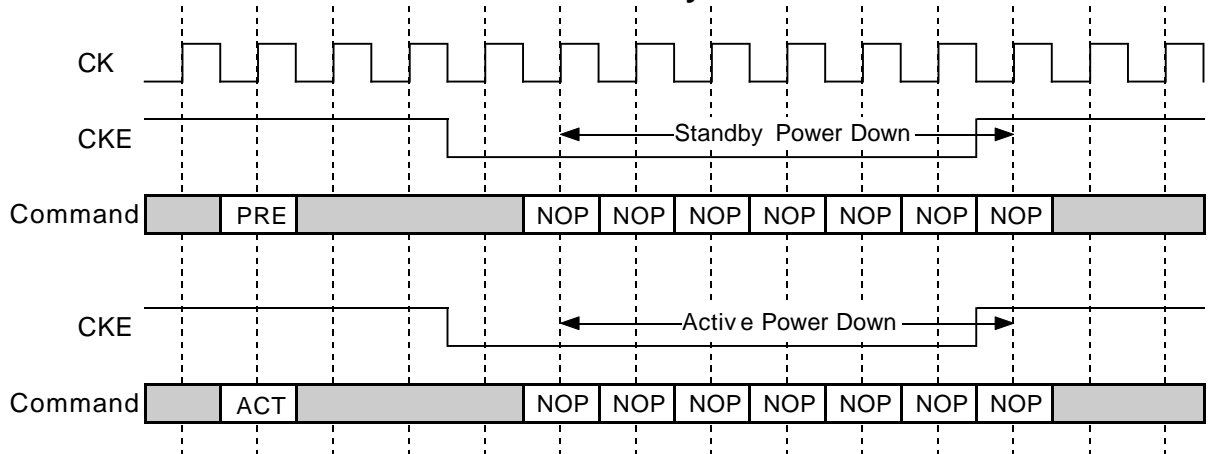 CK
CKE
Standby Power Down
Command
PRE
NOP NOP NOP NOP NOP NOP NOP
CKE
Active Power Down
Command
ACT
NOP NOP NOP NOP NOP NOP NOP